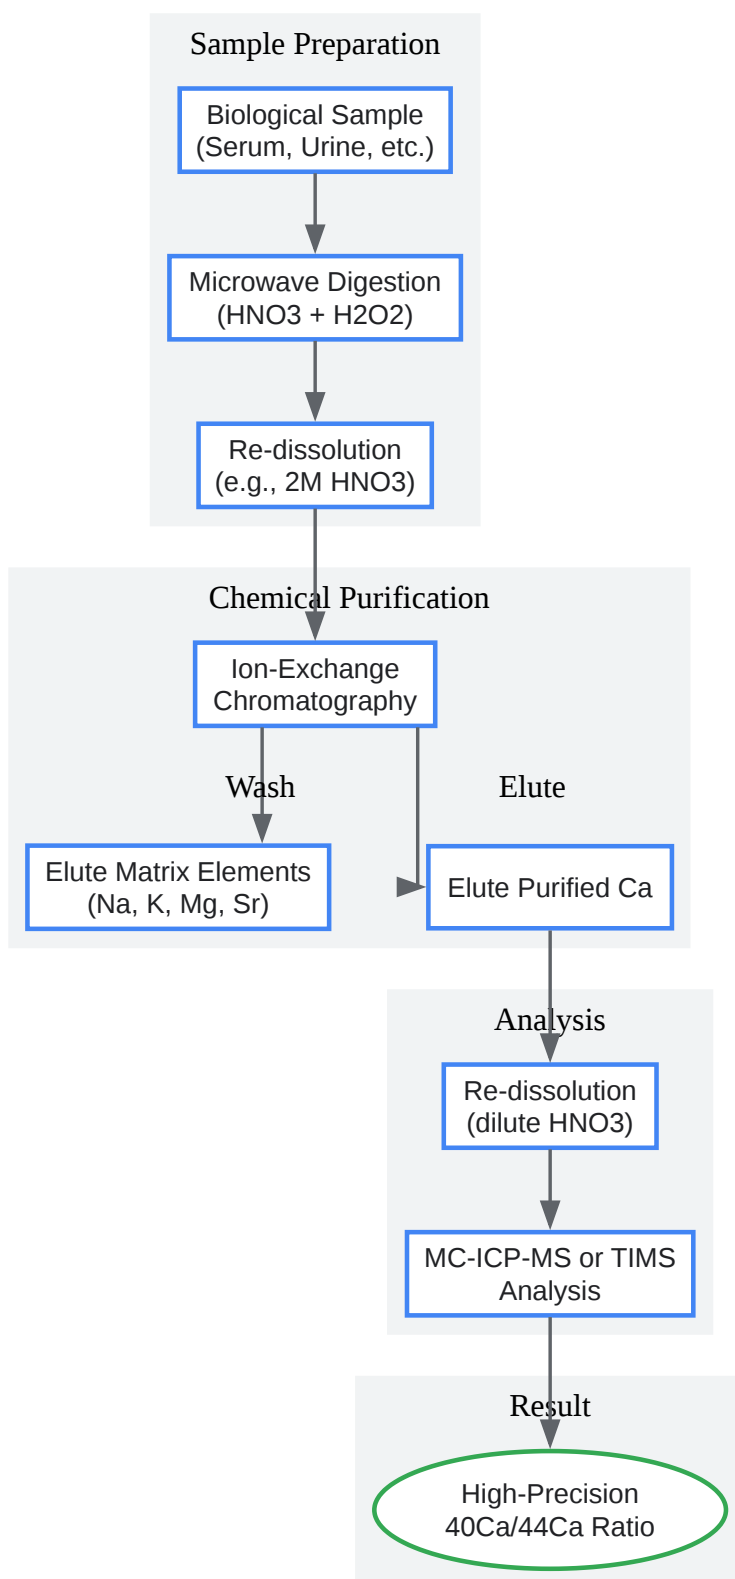 Sample Preparation
Biological Sample
(Serum, Urine, etc.)
Microwave Digestion
(HNO3 + H2O2)
Re-dissolution
(e.g., 2M HNO3)
Chemical Purification
Ion-Exchange
Chromatography
Wash
Elute
Elute Matrix Elements
(Na, K, Mg, Sr)
Elute Purified Ca
Analysis
Re-dissolution
(dilute HNO3)
MC-ICP-MS or TIMS
Analysis
Result
High-Precision
40Ca/44Ca Ratio